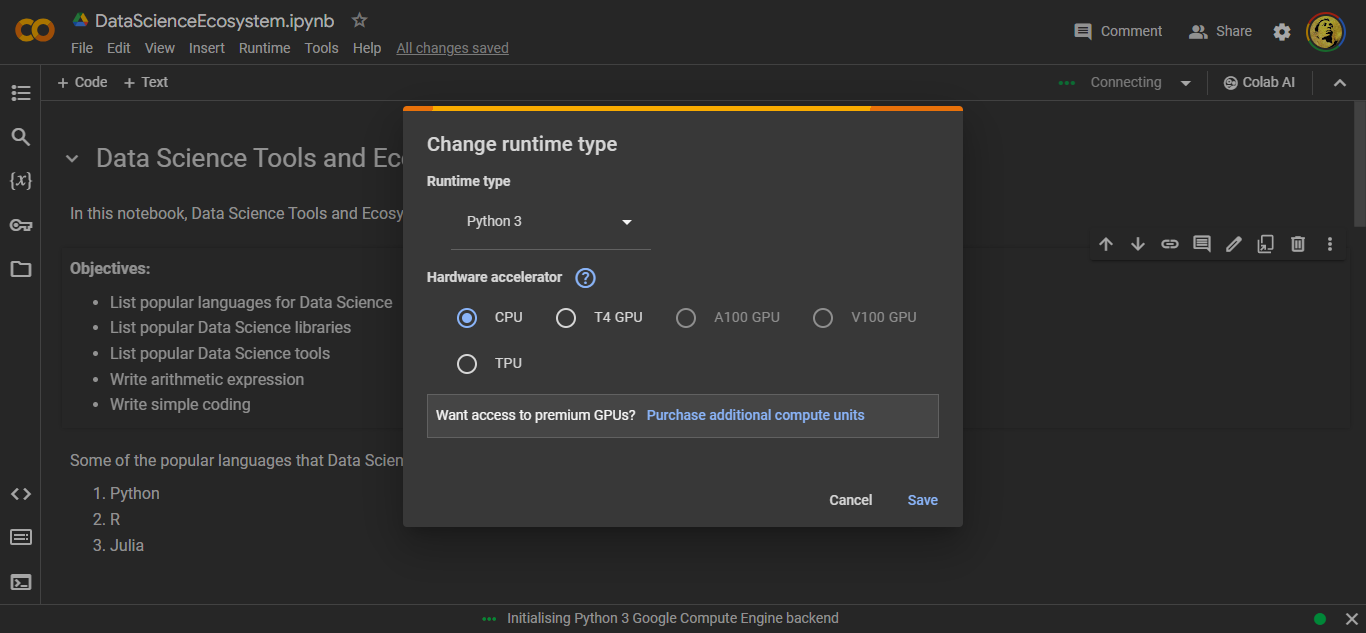 DataScienceEcosystem.ipynb
File Edit View Insert Runtime Tools Help All changes saved
Comment Share
+ Code + Text
Connecting
Colab AI
Data Science Tools and Eco
In this notebook, Data Science Tools and Ecosy
Objectives:
• List popular languages for Data Science
• List popular Data Science libraries
• List popular Data Science tools
• Write arithmetic expression
• Write simple coding
Some of the popular languages that Data Scien
1. Python
2. R
3. Julia
Change runtime type
Runtime type
Python 3
Hardware accelerator ?
CPU T4 GPU A100 GPU V100 GPU
TPU
Want access to premium GPUs? Purchase additional compute units
Cancel Save
Initialising Python 3 Google Compute Engine backend